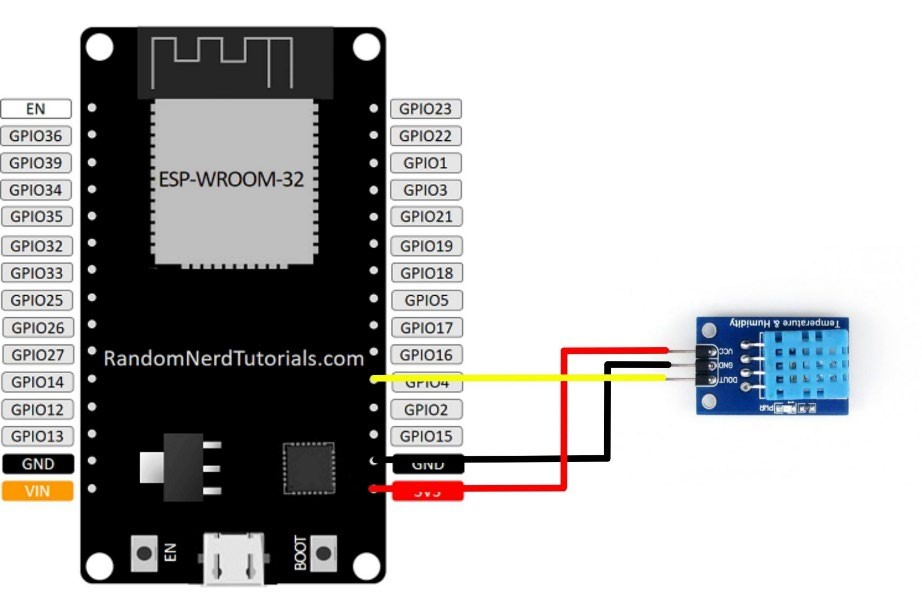 ESP-WROOM-32
EN
GPIO36
GPIO39
GPIO34
GPIO35
GPIO32
GPIO33
GPIO25
GPIO26
GPIO27
GPIO14
GPIO12
GPIO13
GND
VIN
GPIO23
GPIO22
GPIO1
GPIO3
GPIO21
GPIO19
GPIO18
GPIO5
GPIO17
GPIO16
GPIO4
GPIO2
GPIO15
GND
3V3
RandomNerdTutorials.com
EN
BOOT
Temperature & Humidity
VCC
GND
DOUT
PWR